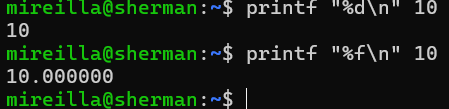 mireilla@sherman:~$ printf "%d\n" 10
10
mireilla@sherman:~$ printf "%f\n" 10
10.000000
mireilla@sherman:~$